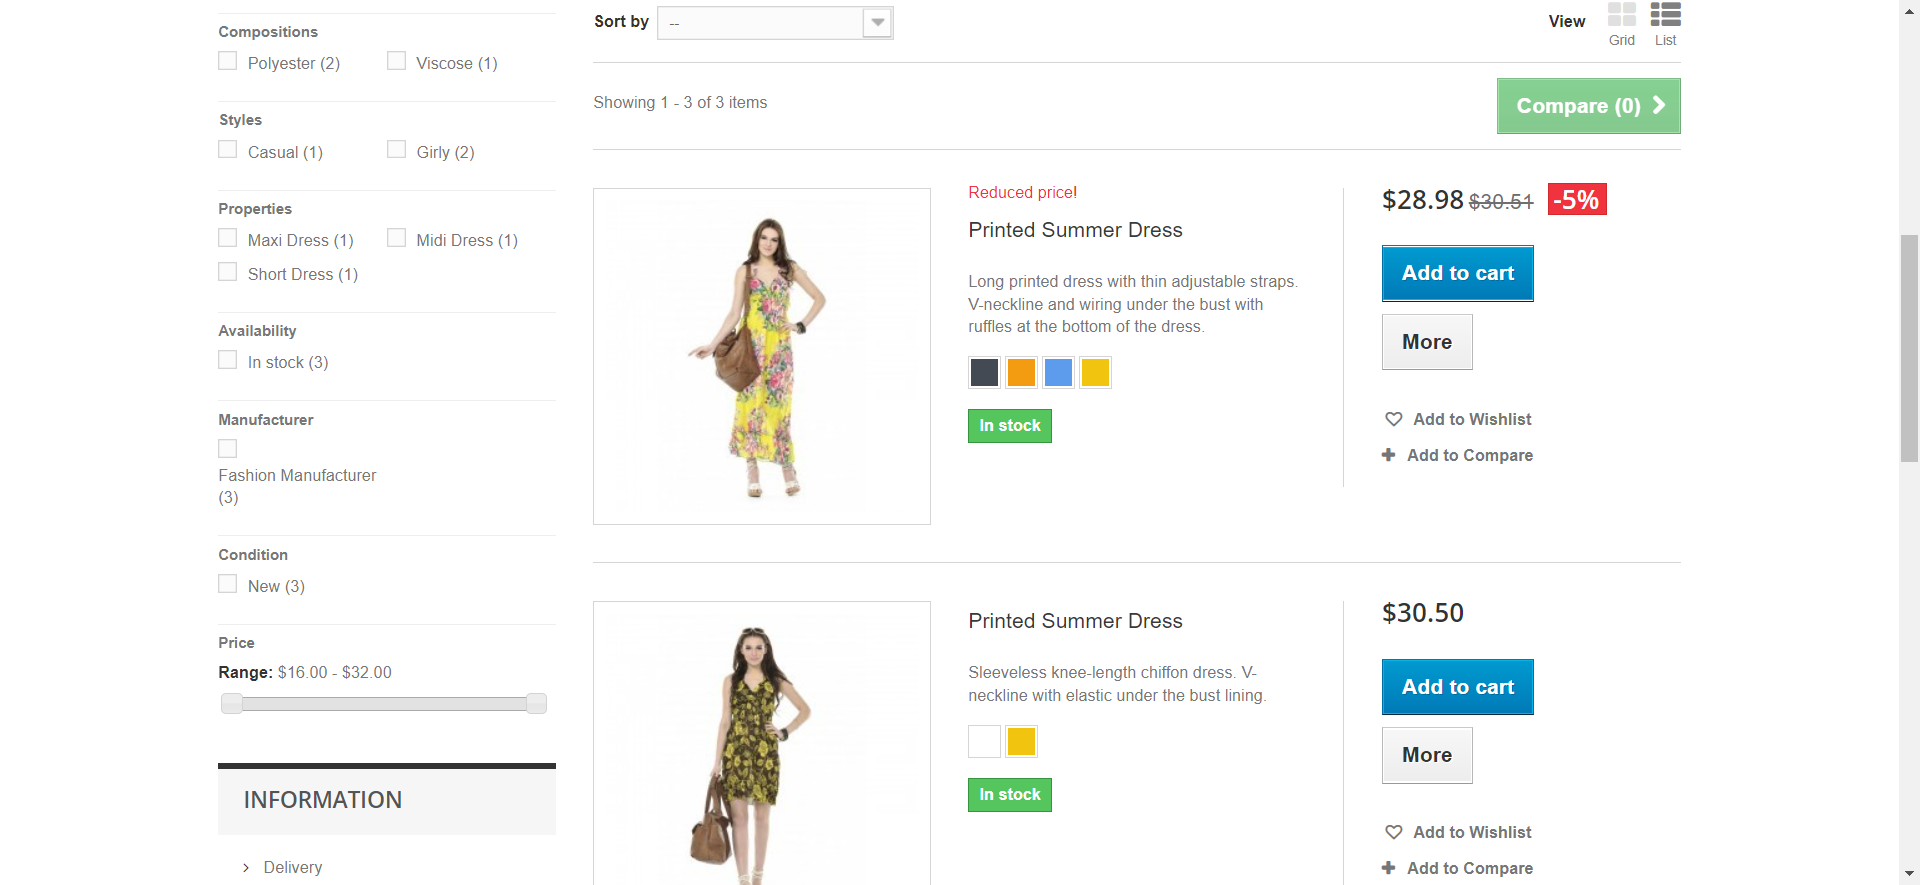 Compositions
Polyester (2)
Viscose (1)
Styles
Casual (1)
Girly (2)
Properties
Maxi Dress (1)
Midi Dress (1)
Short Dress (1)
Availability
In stock (3)
Manufacturer
Fashion Manufacturer
(3)
Condition
New (3)
Price
Range: $16.00 - $32.00
INFORMATION
Delivery
Sort by
--
View
Grid
List
Showing 1 - 3 of 3 items
Compare (0)
Reduced price!
Printed Summer Dress
Long printed dress with thin adjustable straps.
V-neckline and wiring under the bust with
ruffles at the bottom of the dress.
In stock
$28.98 $30.51 -5%
Add to cart
More
Add to Wishlist
Add to Compare
Printed Summer Dress
Sleeveless knee-length chiffon dress. V-
neckline with elastic under the bust lining.
In stock
$30.50
Add to cart
More
Add to Wishlist
Add to Compare